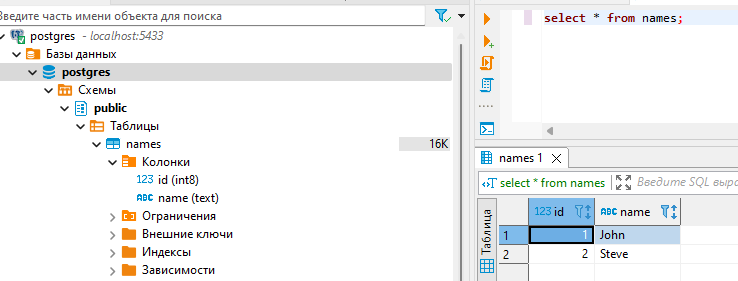 Введите часть имени объекта для поиска
postgres - localhost:5433
Базы данных
postgres
Схемы
public
Таблицы
names 16K
Колонки
123 id (int8)
ABC name (text)
Ограничения
Внешние ключи
Индексы
Зависимости
select * from names;
names 1
select * from names Введите SQL выра
Таблица
123 id ABC name
1 1 John
2 2 Steve